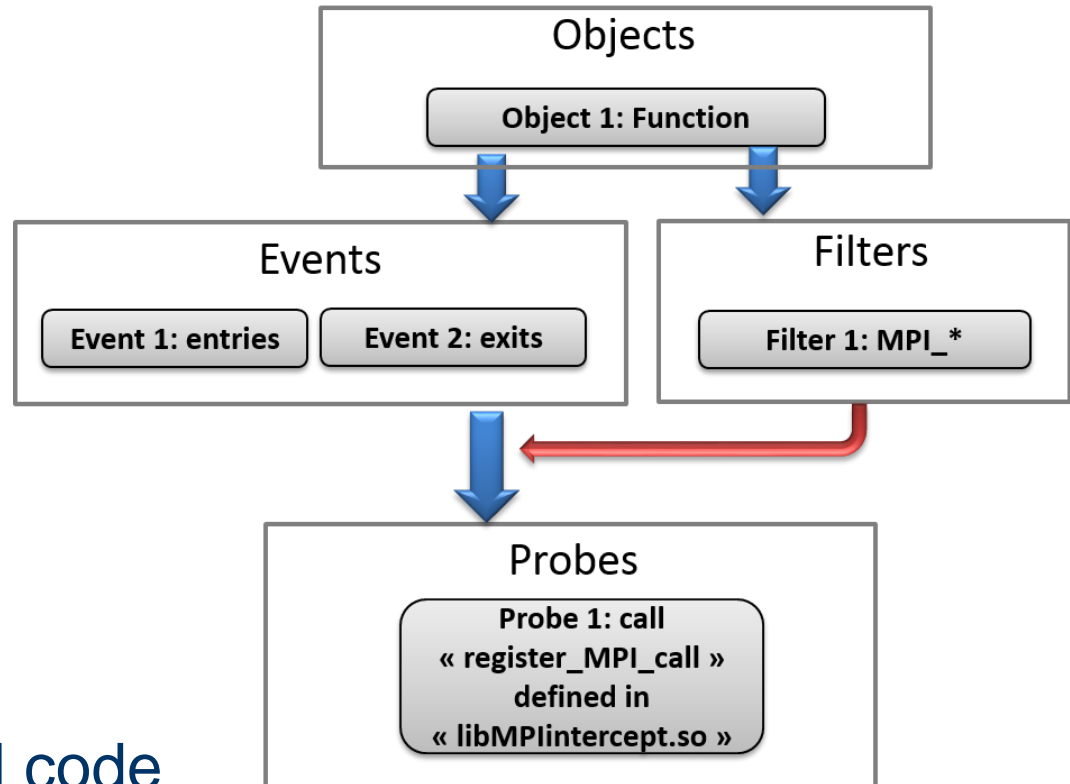 Objects
Object 1: Function
Events
Event 1: entries
Event 2: exits
Filters
Filter 1: MPI_*
Probes
Probe 1: call
« register_MPI_call »
defined in
« libMPIintercept.so »
code